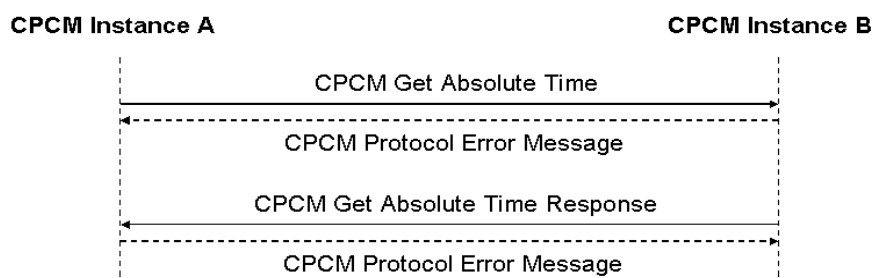 CPCM Instance A
CPCM Instance B
CPCM Get Absolute Time
CPCM Protocol Error Message
CPCM Get Absolute Time Response
CPCM Protocol Error Message